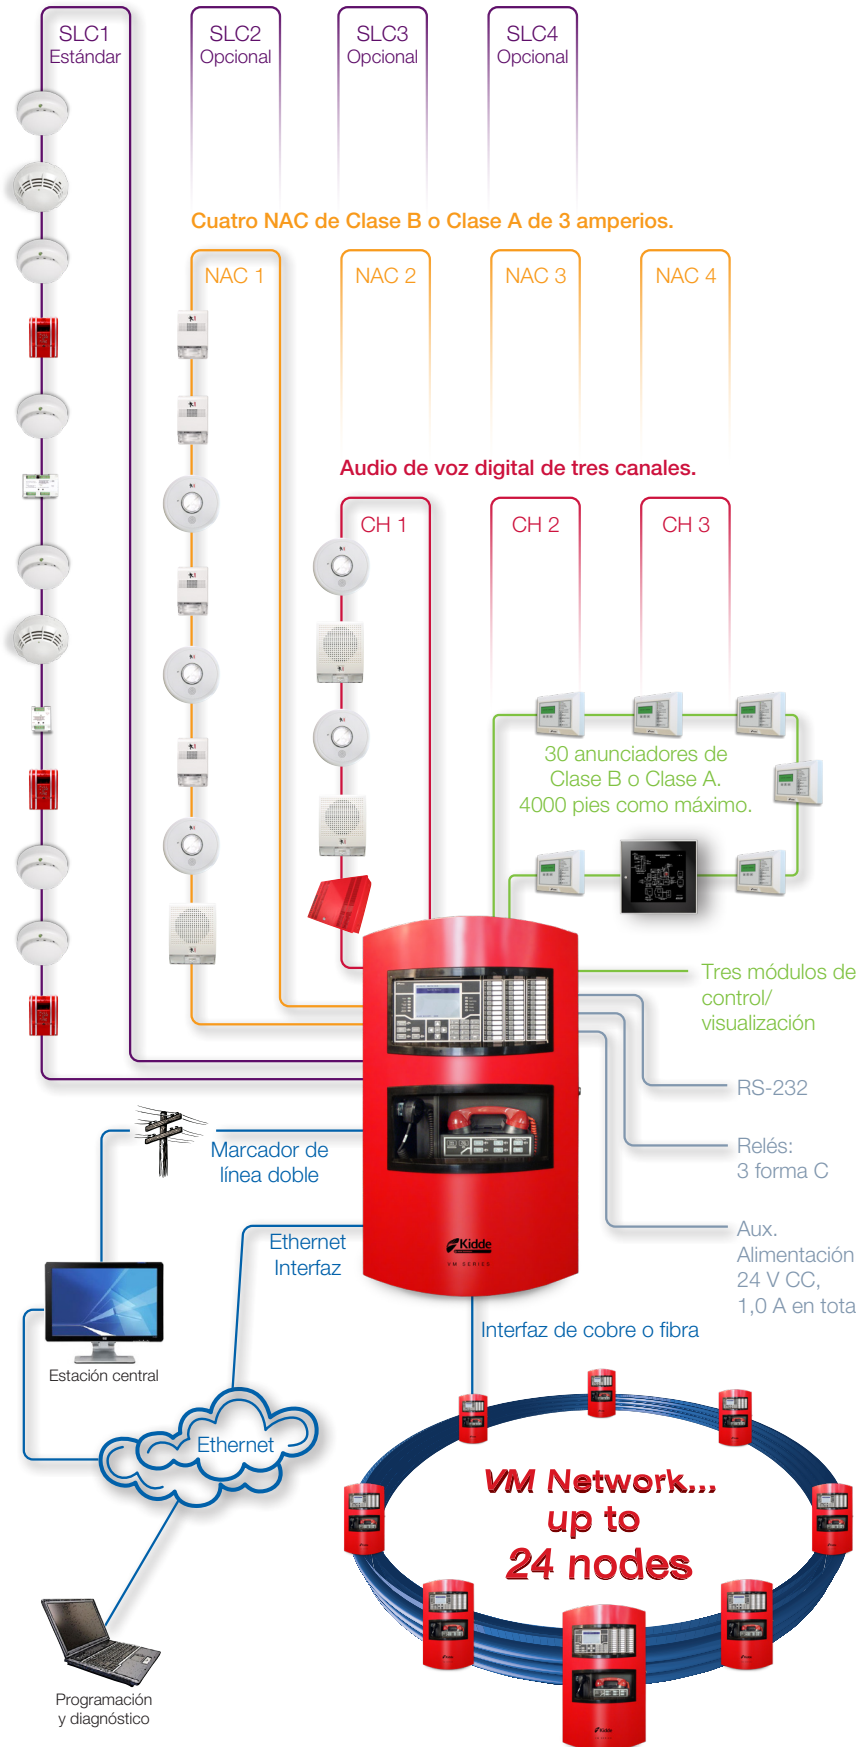 SLC1
Estándar
SLC2
Opcional
SLC3
Opcional
SLC4
Opcional
Cuatro NAC de Clase B o Clase A de 3 amperios.
NAC 1
NAC 2
NAC 3
NAC 4
Audio de voz digital de tres canales.
CH 1
CH 2
CH 3
30 anunciadores de
Clase B o Clase A.
4000 pies como máximo.
Tres módulos de
control/
visualización
RS-232
Relés:
3 forma C
Aux.
Alimentación
24 V CC,
1,0 A en tota
Marcador de
línea doble
Ethernet
Interfaz
Kidde
VM SERIES
Interfaz de cobre o fibra
Estación central
Ethernet
VM Network...
up to
24 nodes
Programación
y diagnóstico
Kidde